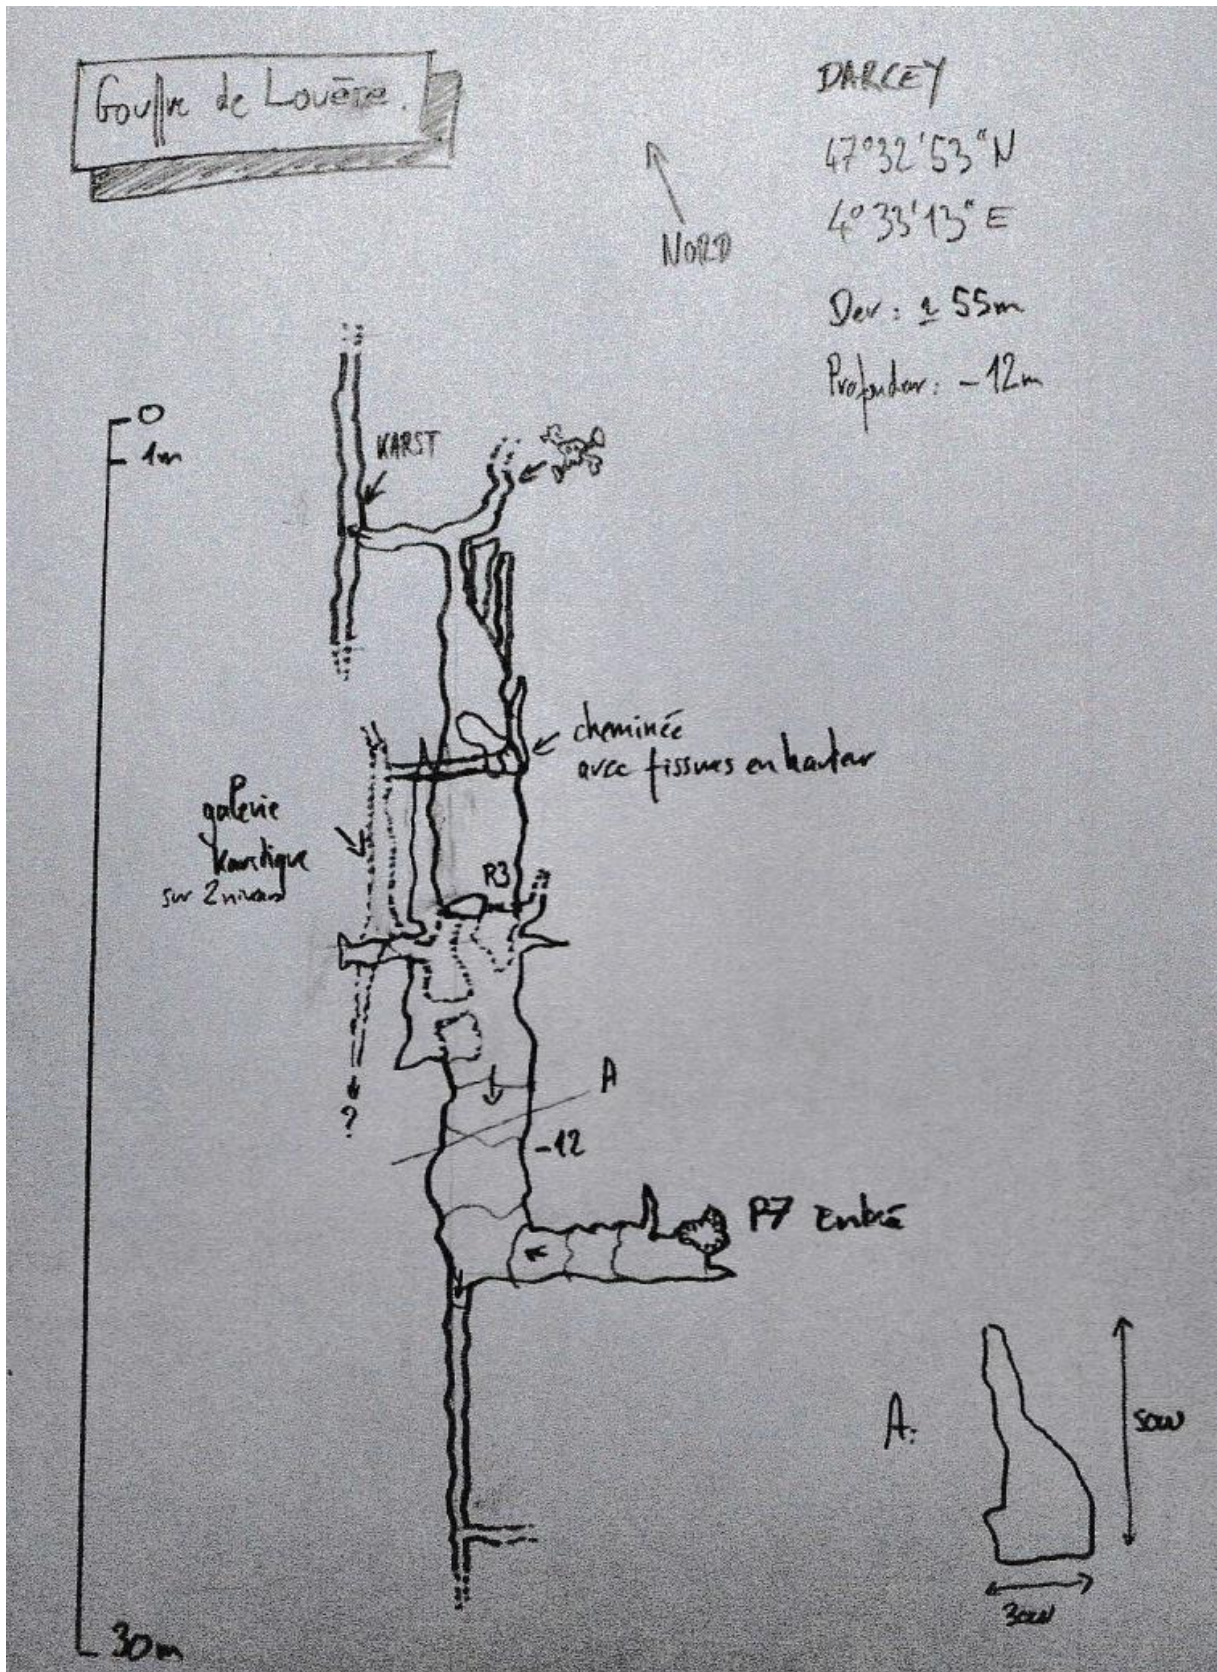 Gouffre de Louère.
DARCEY
47°32'53"N
4°33'13"E
NORD
Dev: ± 55m
Profondeur: -12m
0
1m
KARST
cheminée
avec fissures en hauteur
galerie
karstique
sur 2 niveaux
R3
?
A
-12
P7 Entrée
A:
50cm
30cm
30m